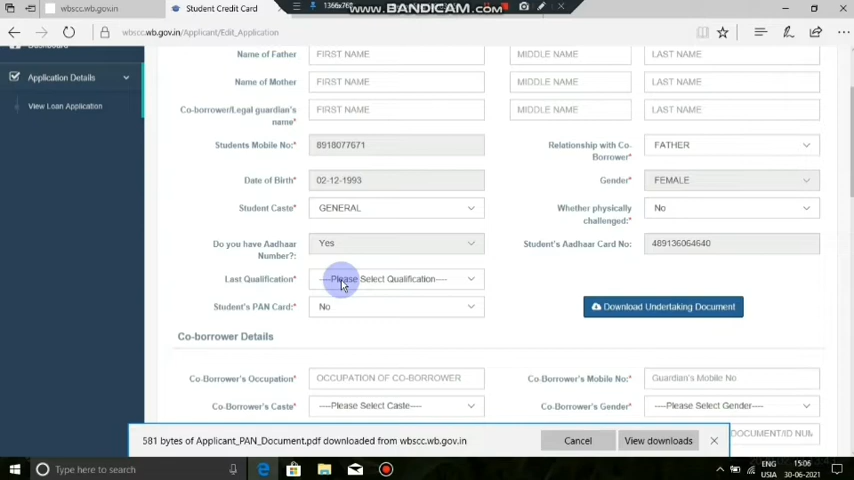 wbscc.wb.gov.in
Student Credit Card
1366x768
www.BANDICAM.com
wbscc.wb.gov.in/Applicant/Edit_Application
Dashboard
Application Details
View Loan Application
Name of Father FIRST NAME MIDDLE NAME LAST NAME
Name of Mother FIRST NAME MIDDLE NAME LAST NAME
Co-borrower/Legal guardian's name* FIRST NAME MIDDLE NAME LAST NAME
Students Mobile No:* 8918077671 Relationship with Co-Borrower* FATHER
Date of Birth* 02-12-1993 Gender* FEMALE
Student Caste* GENERAL Whether physically challenged:* No
Do you have Aadhaar Number?: Yes Student's Aadhaar Card No: 489136064640
Last Qualification* ----Please Select Qualification----
Student's PAN Card:* No Download Undertaking Document
Co-borrower Details
Co-Borrower's Occupation* OCCUPATION OF CO-BORROWER Co-Borrower's Mobile No:* Guardian's Mobile No
Co-Borrower's Caste* ----Please Select Caste---- Co-Borrower's Gender* ----Please Select Gender----
DOCUMENT/ID NUM
581 bytes of Applicant_PAN_Document.pdf downloaded from wbscc.wb.gov.in Cancel View downloads
Type here to search
ENG 15:06
USIA 30-06-2021